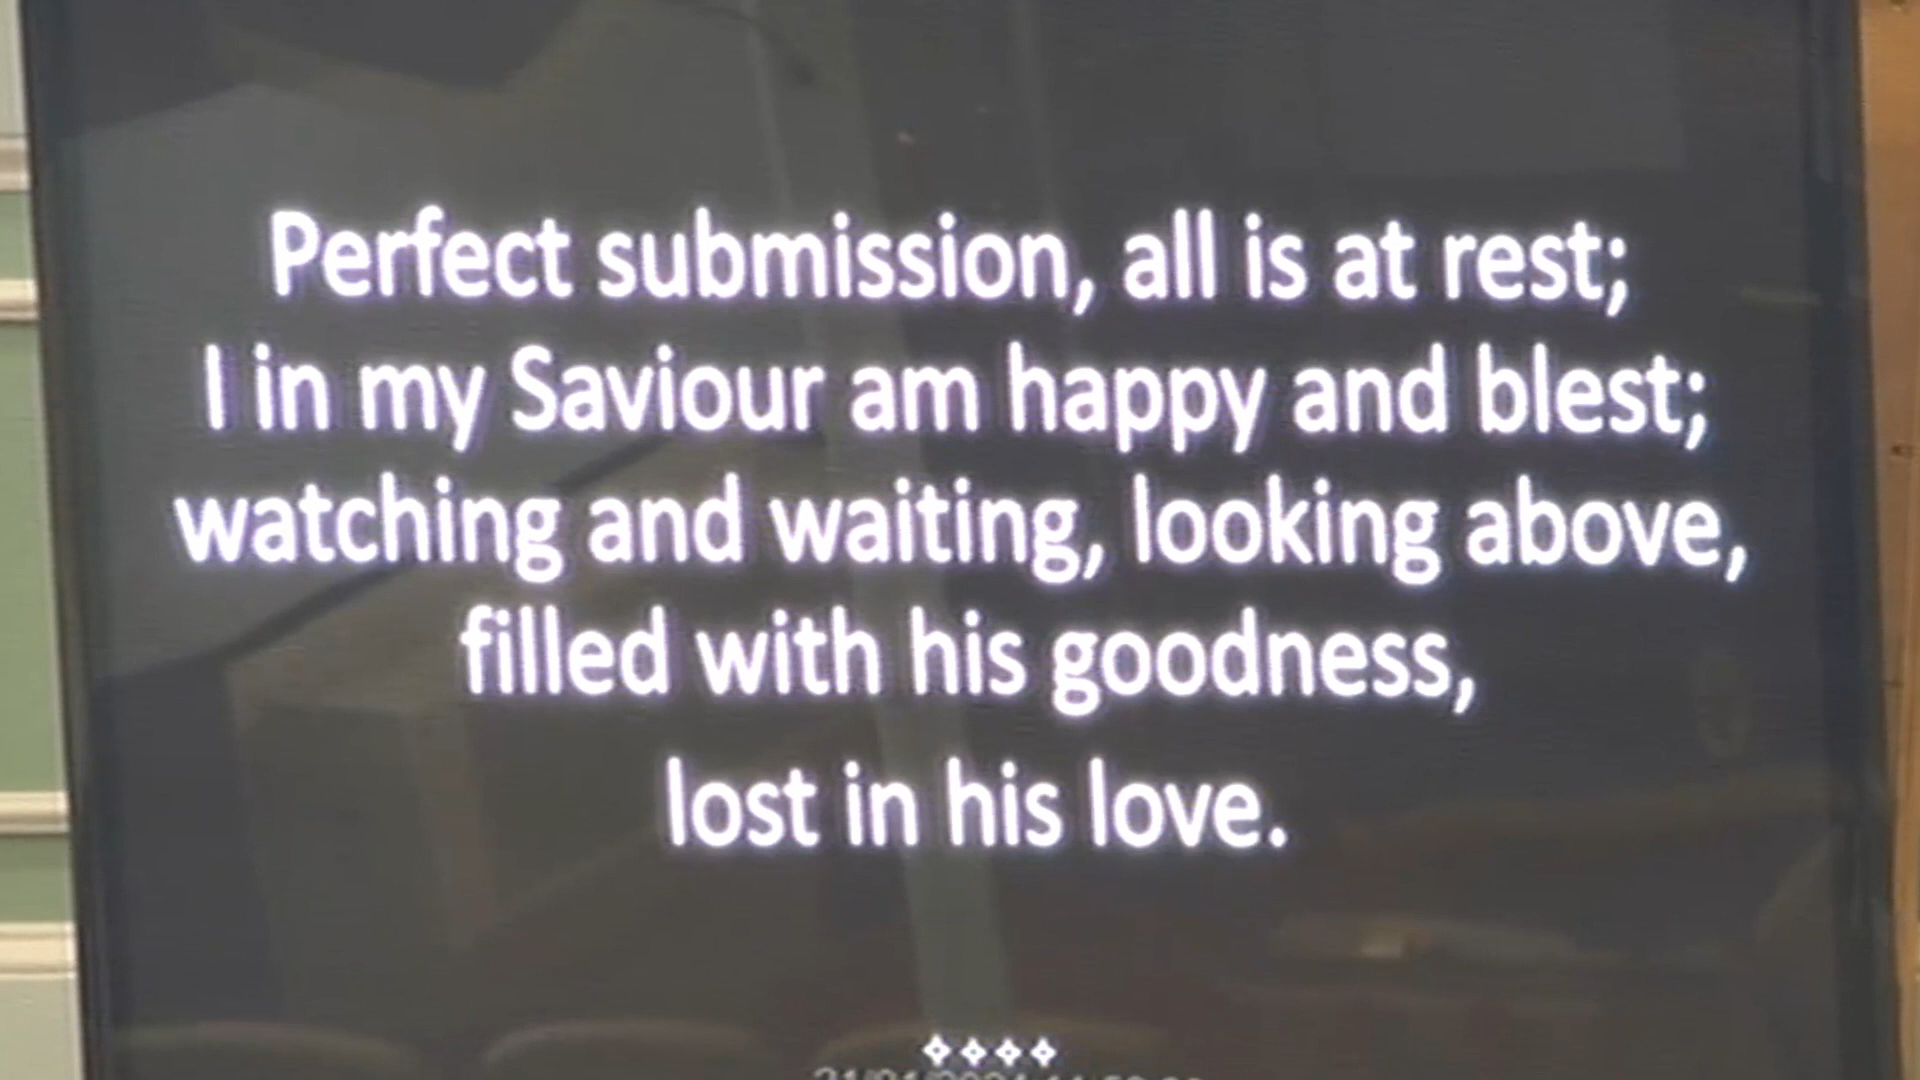 Perfect submission, all is at rest;
I in my Saviour am happy and blest;
watching and waiting, looking above,
filled with his goodness,
lost in his love.